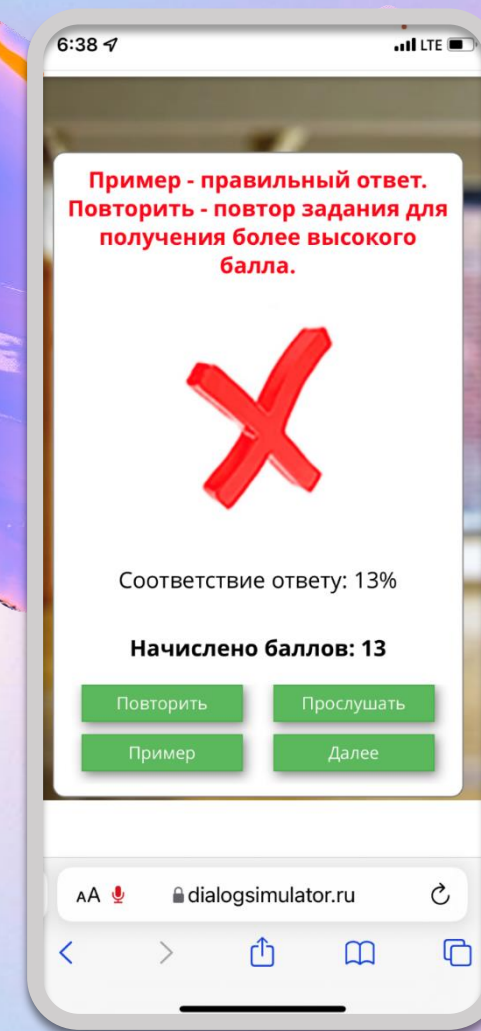 6:38
LTE
Пример - правильный ответ.
Повторить - повтор задания для
получения более высокого
балла.
Соответствие ответу: 13%
Начислено баллов: 13
Повторить
Прослушать
Пример
Далее
AA
dialogsimulator.ru